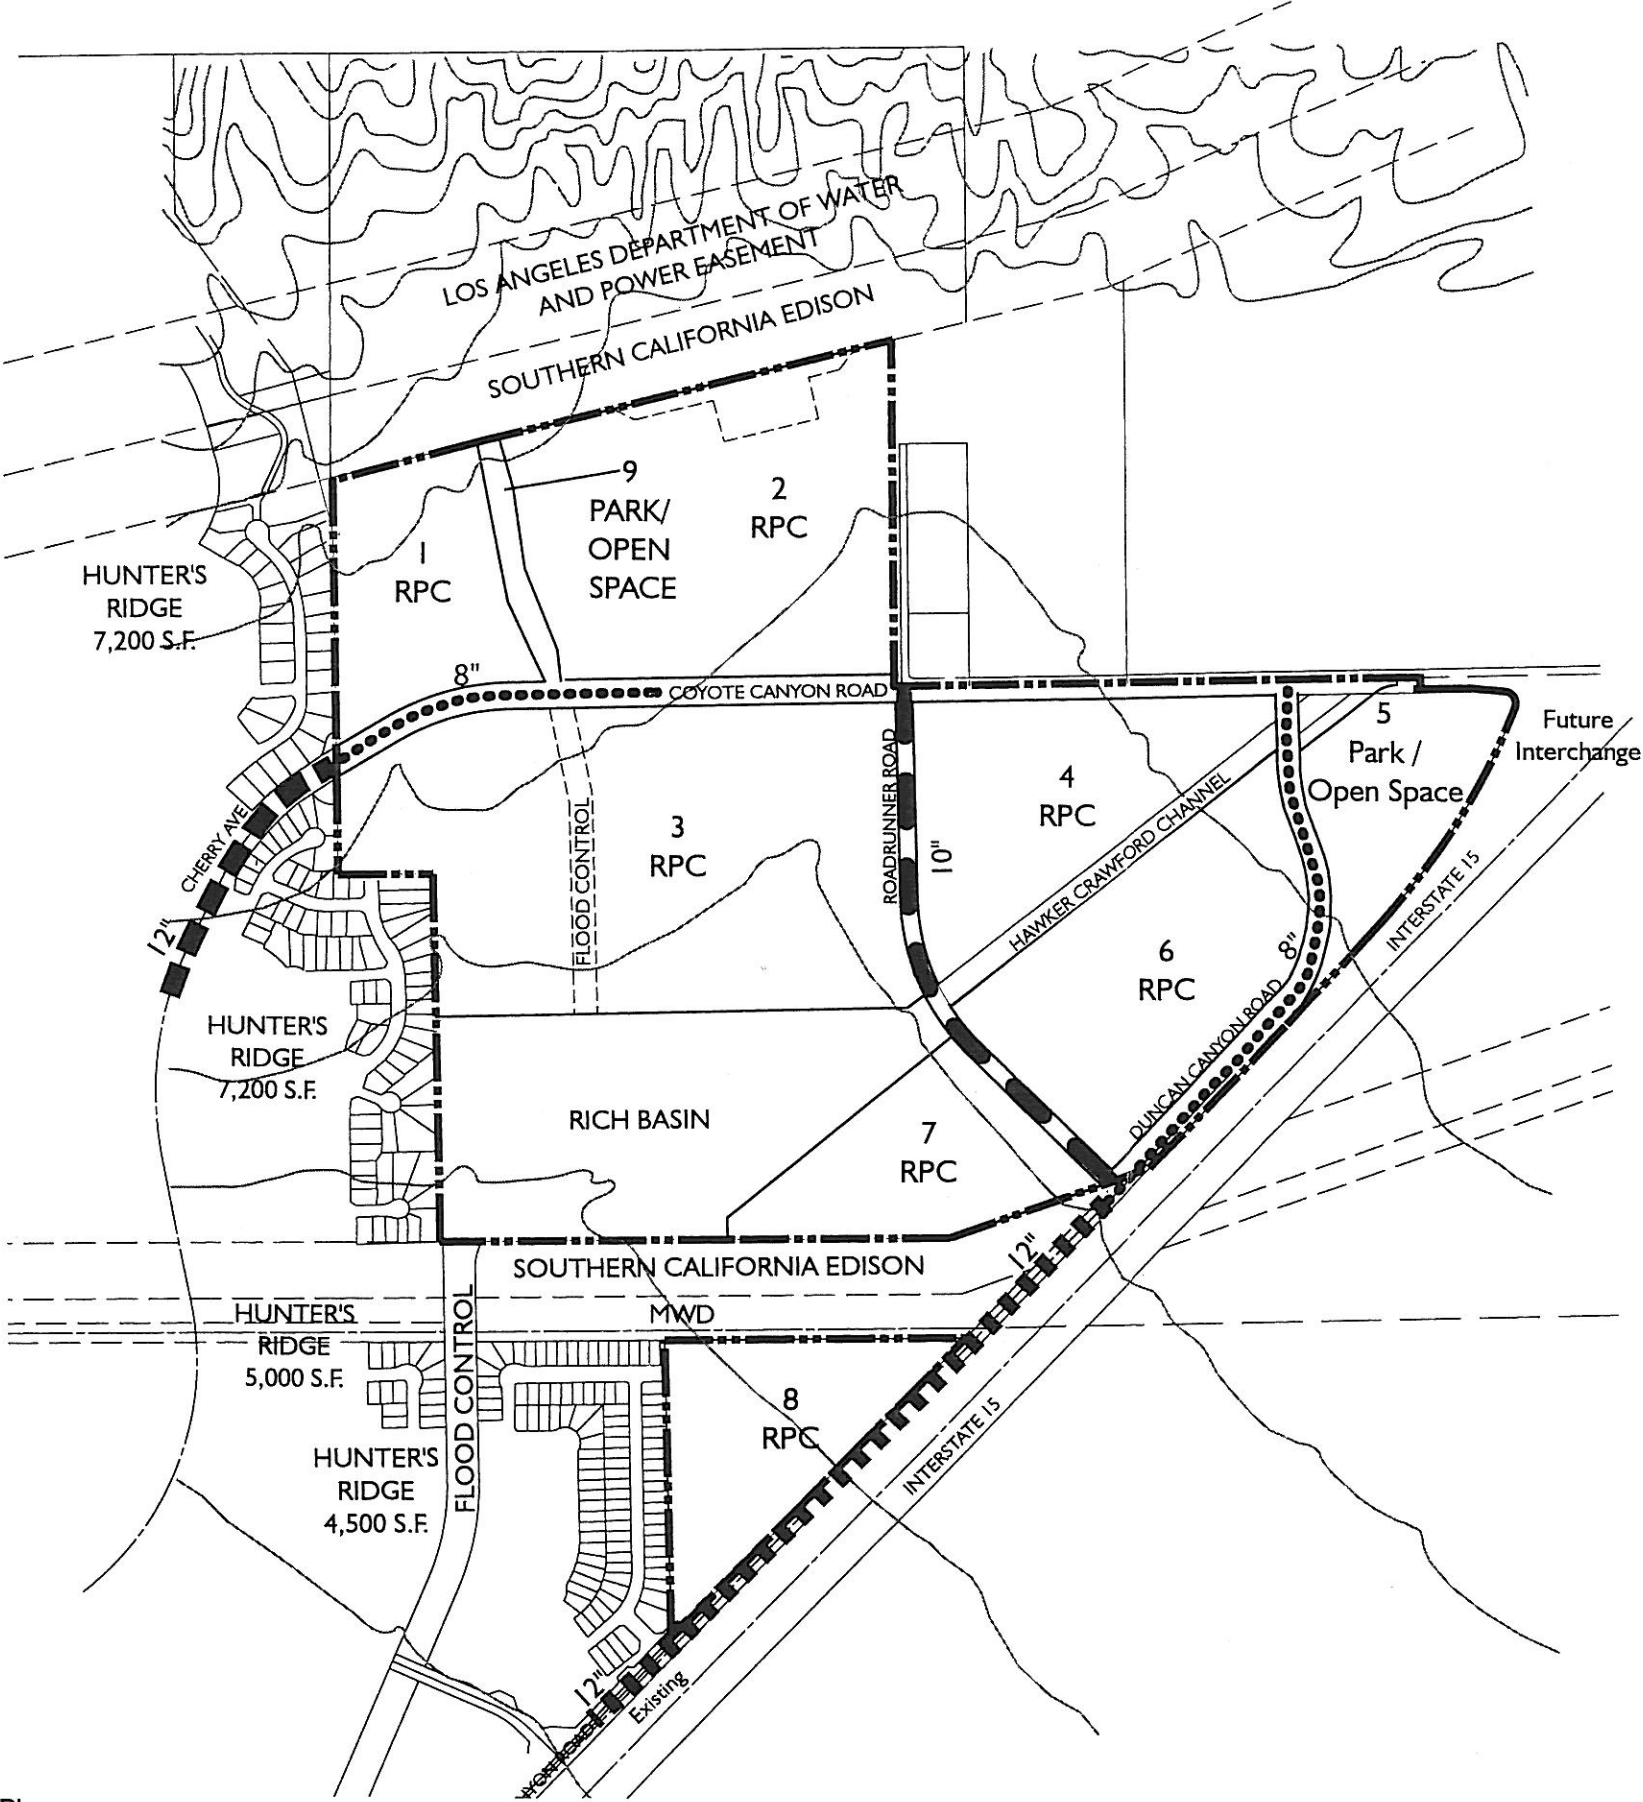 LOS ANGELES DEPARTMENT OF WATER
AND POWER EASEMENT
SOUTHERN CALIFORNIA EDISON
9
PARK/
OPEN
SPACE
2
RPC
1
RPC
HUNTER'S
RIDGE
7,200 S.F.
8"
COYOTE CANYON ROAD
5
Park /
Open Space
Future
Interchange
ROADRUNNER ROAD
10"
4
RPC
HAWKER CRAWFORD CHANNEL
3
RPC
FLOOD CONTROL
CHERRY AVE
12"
INTERSTATE 15
6
RPC
8"
DUNCAN CANYON ROAD
HUNTER'S
RIDGE
7,200 S.F.
RICH BASIN
7
RPC
12"
SOUTHERN CALIFORNIA EDISON
MWD
HUNTER'S
RIDGE
5,000 S.F.
FLOOD CONTROL
8
RPC
INTERSTATE 15
HUNTER'S
RIDGE
4,500 S.F.
12"
Existing